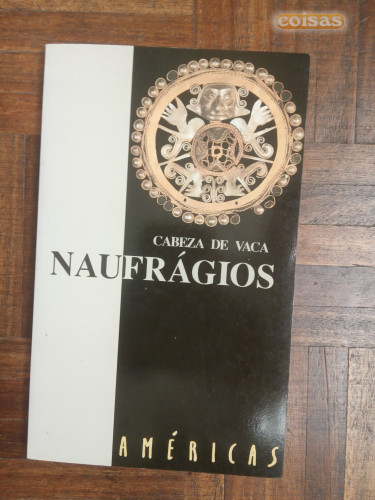 coisas
CABEZA DE VACA
NAUFRÁGIOS
AMÉRICAS